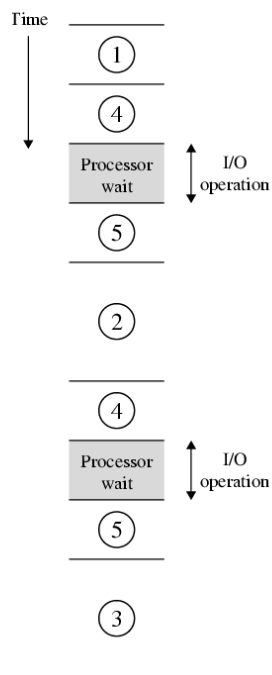 Time
1
4
Processor
wait
I/O
operation
5
2
4
Processor
wait
I/O
operation
5
3